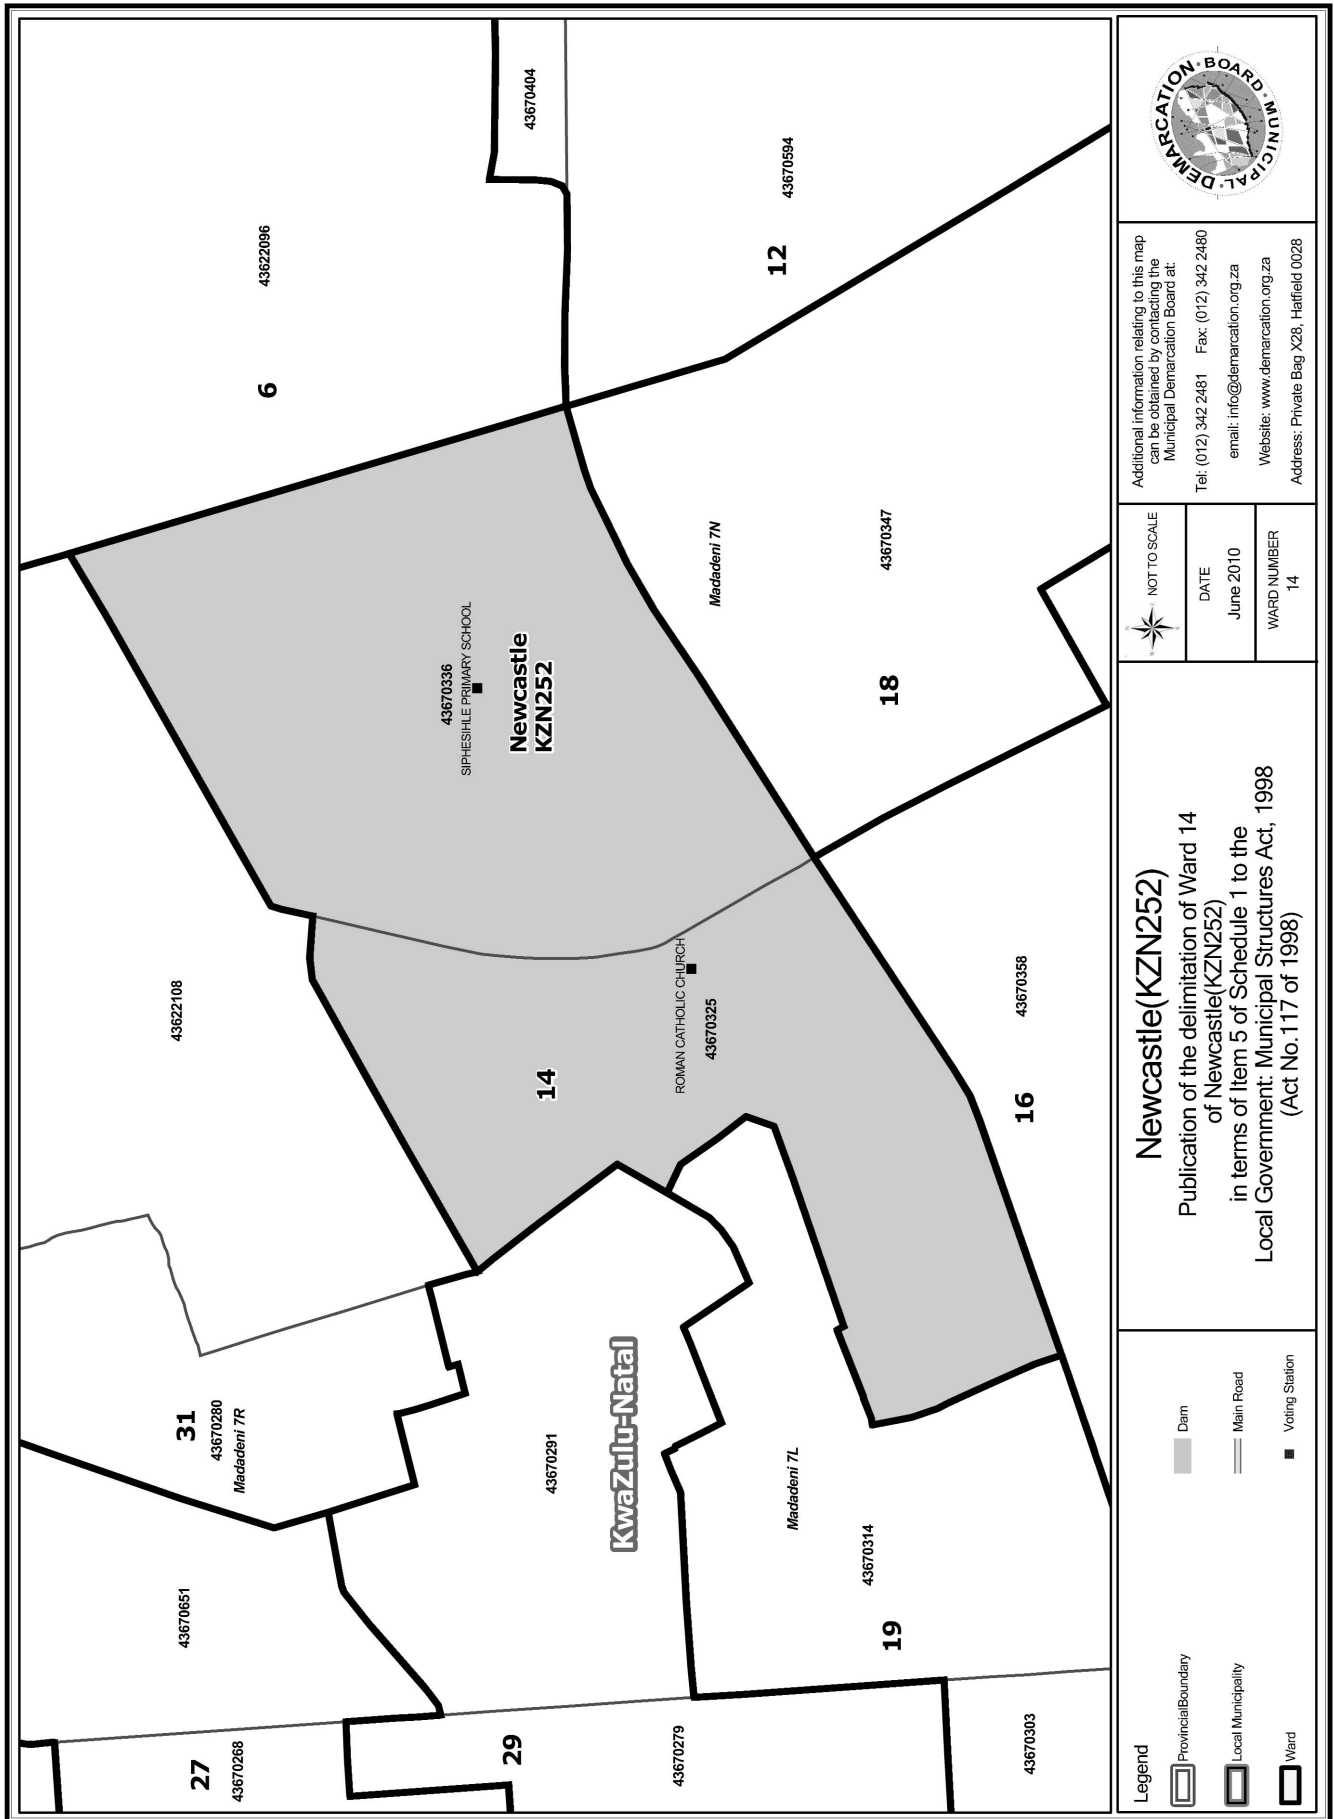 43670404
43622096
6
43670594
12
43622108
43670336
SIPHESIHLE PRIMARY SCHOOL
Newcastle
KZN252
Madadeni 7N
43670347
18
14
ROMAN CATHOLIC CHURCH
43670325
43670358
16
31
43670280
Madadeni 7R
43670291
KwaZulu-Natal
Madadeni 7L
43670314
19
43670651
27
43670268
29
43670279
43670303
Legend
ProvincialBoundary
Local Municipality
Ward
Dam
Main Road
Voting Station
Newcastle(KZN252)
Publication of the delimitation of Ward 14
of Newcastle(KZN252)
in terms of Item 5 of Schedule 1 to the
Local Government: Municipal Structures Act, 1998
(Act No.117 of 1998)
NOT TO SCALE
DATE
June 2010
WARD NUMBER
14
Additional information relating to this map
can be obtained by contacting the
Municipal Demarcation Board at:
Tel: (012) 342 2481 Fax: (012) 342 2480
email: info@demarcation.org.za
Website: www.demarcation.org.za
Address: Private Bag X28, Hatfield 0028
MUNICIPAL · DEMARCATION · BOARD ·